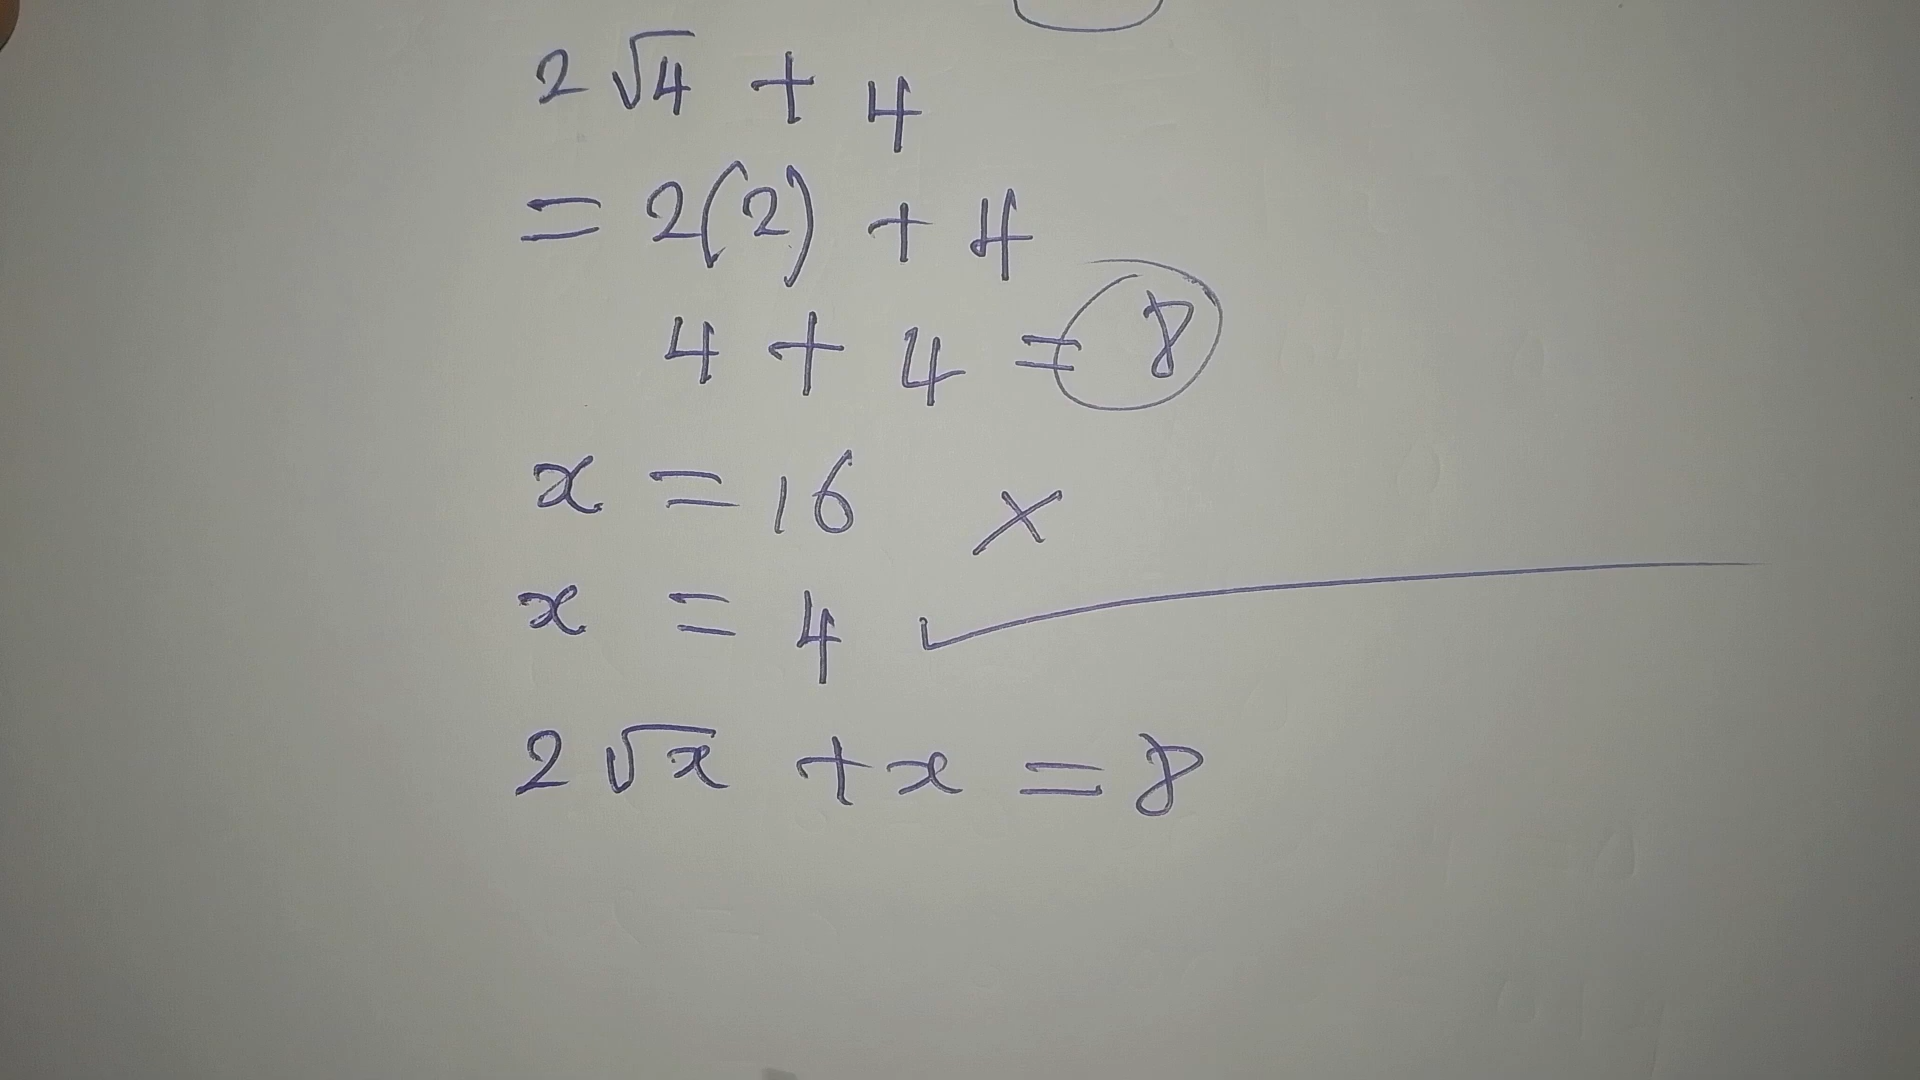 2 √4 + 4
= 2(2) + 4
4 + 4 = 8
x = 16 ×
x = 4 ✓
2 √x + x = 8